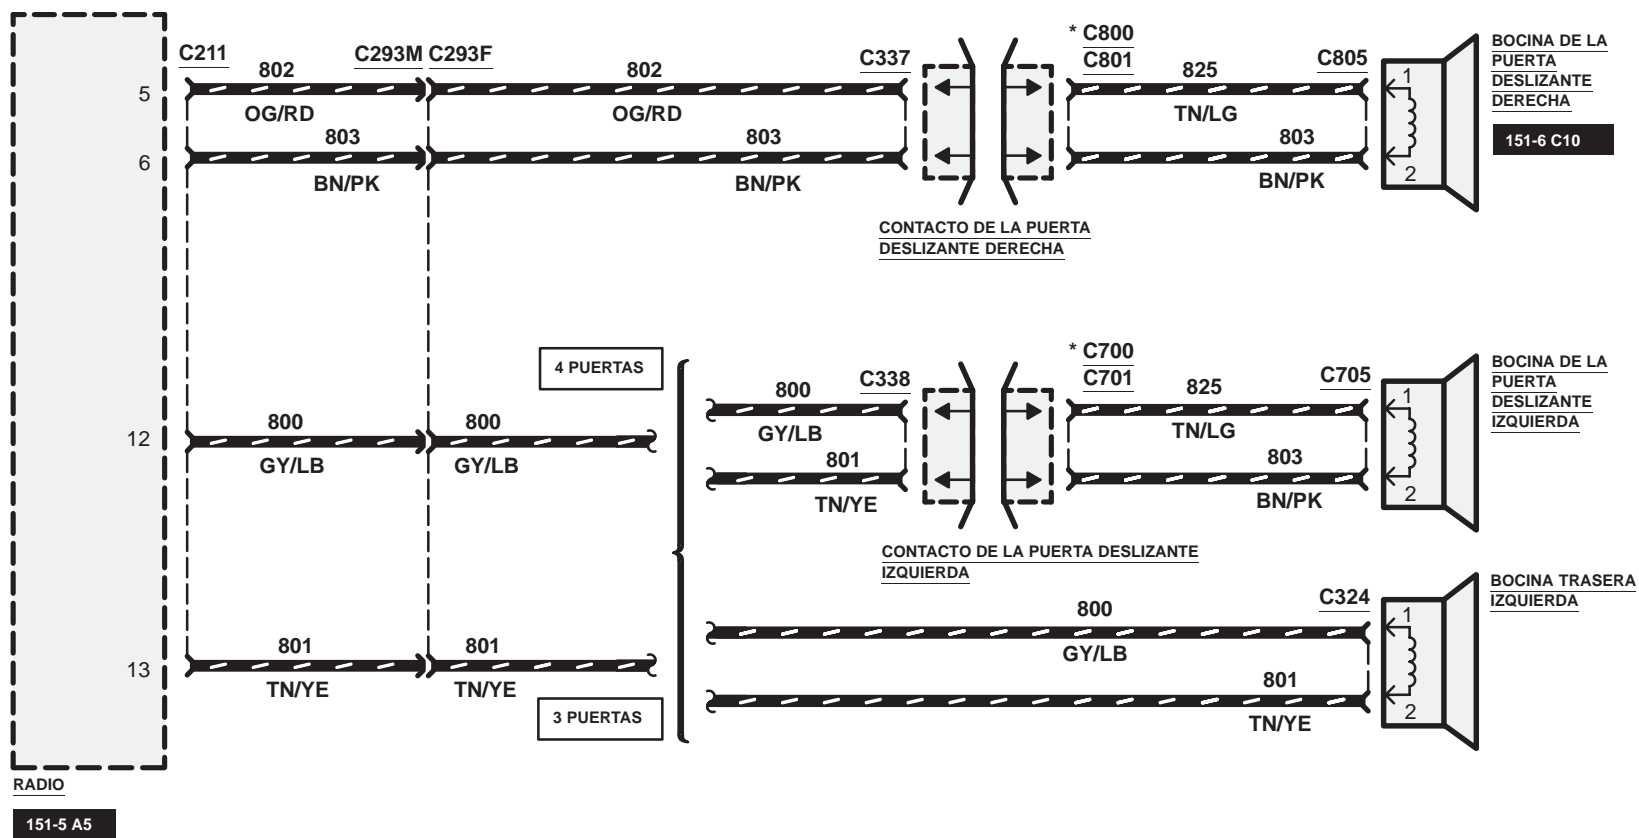 C211
C293M C293F
C337
* C800
C801
C805
BOCINA DE LA
PUERTA
DESLIZANTE
DERECHA
151-6 C10
5
802
OG/RD
802
OG/RD
825
TN/LG
1
6
803
BN/PK
803
BN/PK
803
BN/PK
2
CONTACTO DE LA PUERTA
DESLIZANTE DERECHA
4 PUERTAS
C338
* C700
C701
C705
BOCINA DE LA
PUERTA
DESLIZANTE
IZQUIERDA
800
GY/LB
825
TN/LG
1
12
800
GY/LB
800
GY/LB
801
TN/YE
803
BN/PK
2
CONTACTO DE LA PUERTA DESLIZANTE
IZQUIERDA
C324
BOCINA TRASERA
IZQUIERDA
800
GY/LB
1
13
801
TN/YE
801
TN/YE
801
TN/YE
2
3 PUERTAS
RADIO
151-5 A5